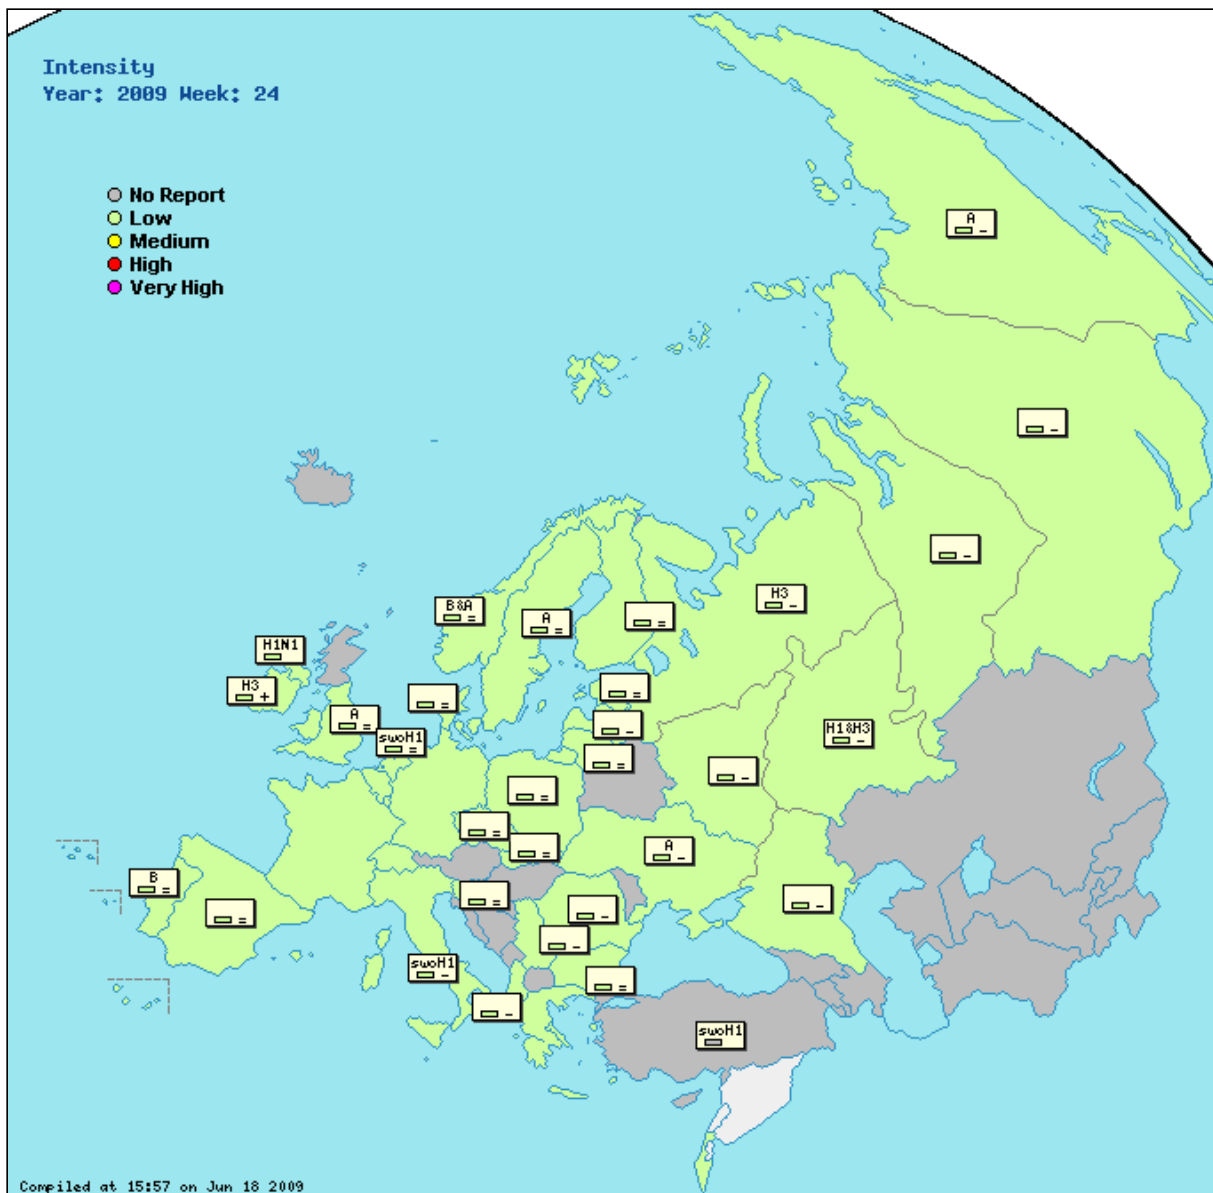 Intensity
Year: 2009 Week: 24
No Report
Low
Medium
High
Very High
A
-
-
-
H3
-
B&A
=
A
=
=
H1N1
H3
+
=
=
A
=
swoH1
=
-
=
H1&H3
-
-
=
=
=
A
-
B
=
=
=
-
-
-
swoH1
-
=
-
swoH1
Compiled at 15:57 on Jun 18 2009